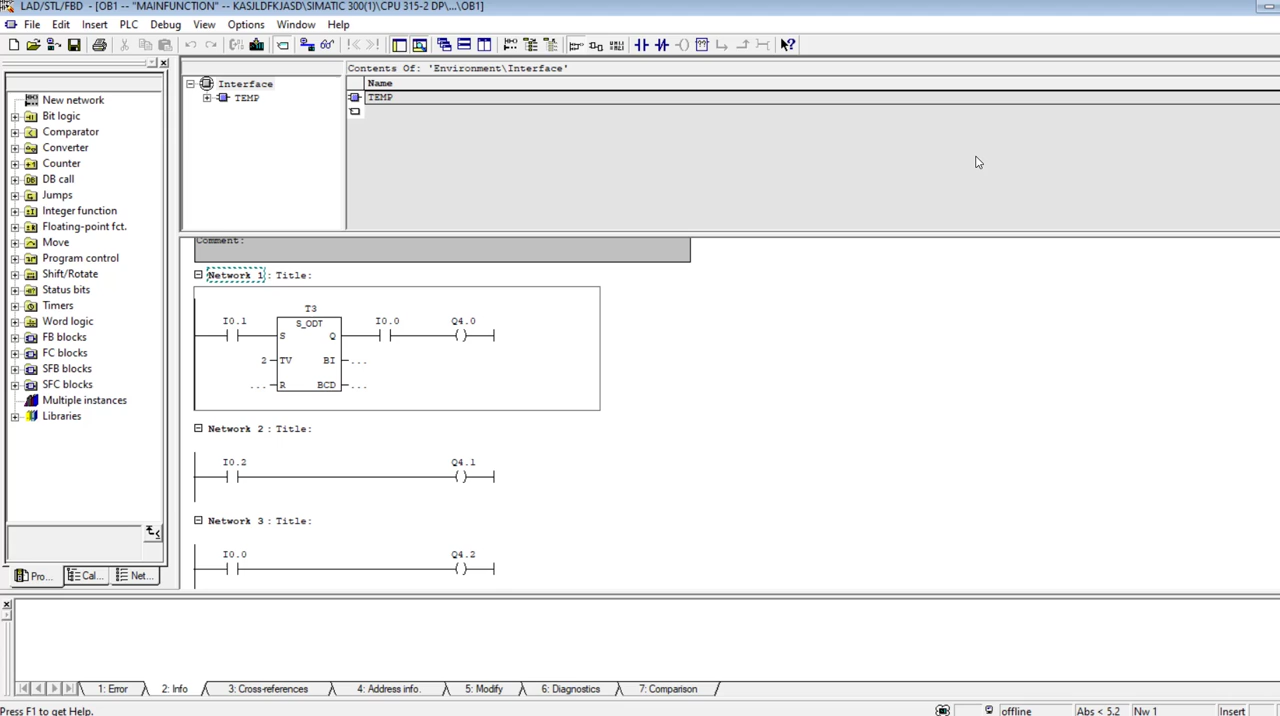 LAD/STL/FBD - [OB1 -- "MAINFUNCTION" -- KASJLDFKJASD\SIMATIC 300(1)\CPU 315-2 DP\...\OB1]
File Edit Insert PLC Debug View Options Window Help
New network
Bit logic
Comparator
Converter
Counter
DB call
Jumps
Integer function
Floating-point fct.
Move
Program control
Shift/Rotate
Status bits
Timers
Word logic
FB blocks
FC blocks
SFB blocks
SFC blocks
Multiple instances
Libraries
Pro... Cal... Net...
Interface
TEMP
Contents Of: 'Environment\Interface'
Name
TEMP
Comment:
Network 1 : Title:
T3
I0.1 S_ODT I0.0 Q4.0
S Q
2 TV BI ...
... R BCD ...
Network 2 : Title:
I0.2 Q4.1
Network 3 : Title:
I0.0 Q4.2
1: Error 2: Info 3: Cross-references 4: Address info. 5: Modify 6: Diagnostics 7: Comparison
Press F1 to get Help. offline Abs < 5.2 Nw 1 Insert